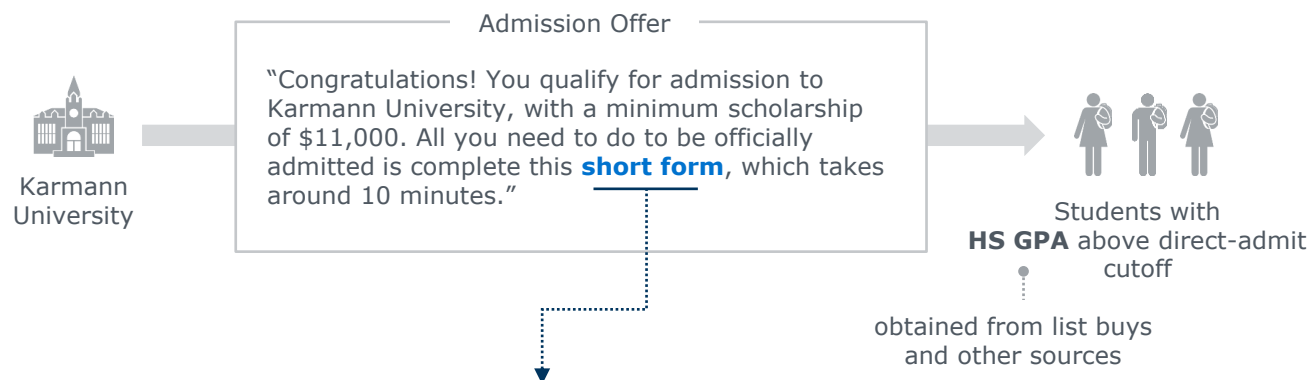 Admission Offer
“Congratulations! You qualify for admission to
Karmann University, with a minimum scholarship
of $11,000. All you need to do to be officially
admitted is complete this short form, which takes
around 10 minutes.”
Karmann
University
Students with
HS GPA above direct-admit
cutoff
obtained from list buys
and other sources